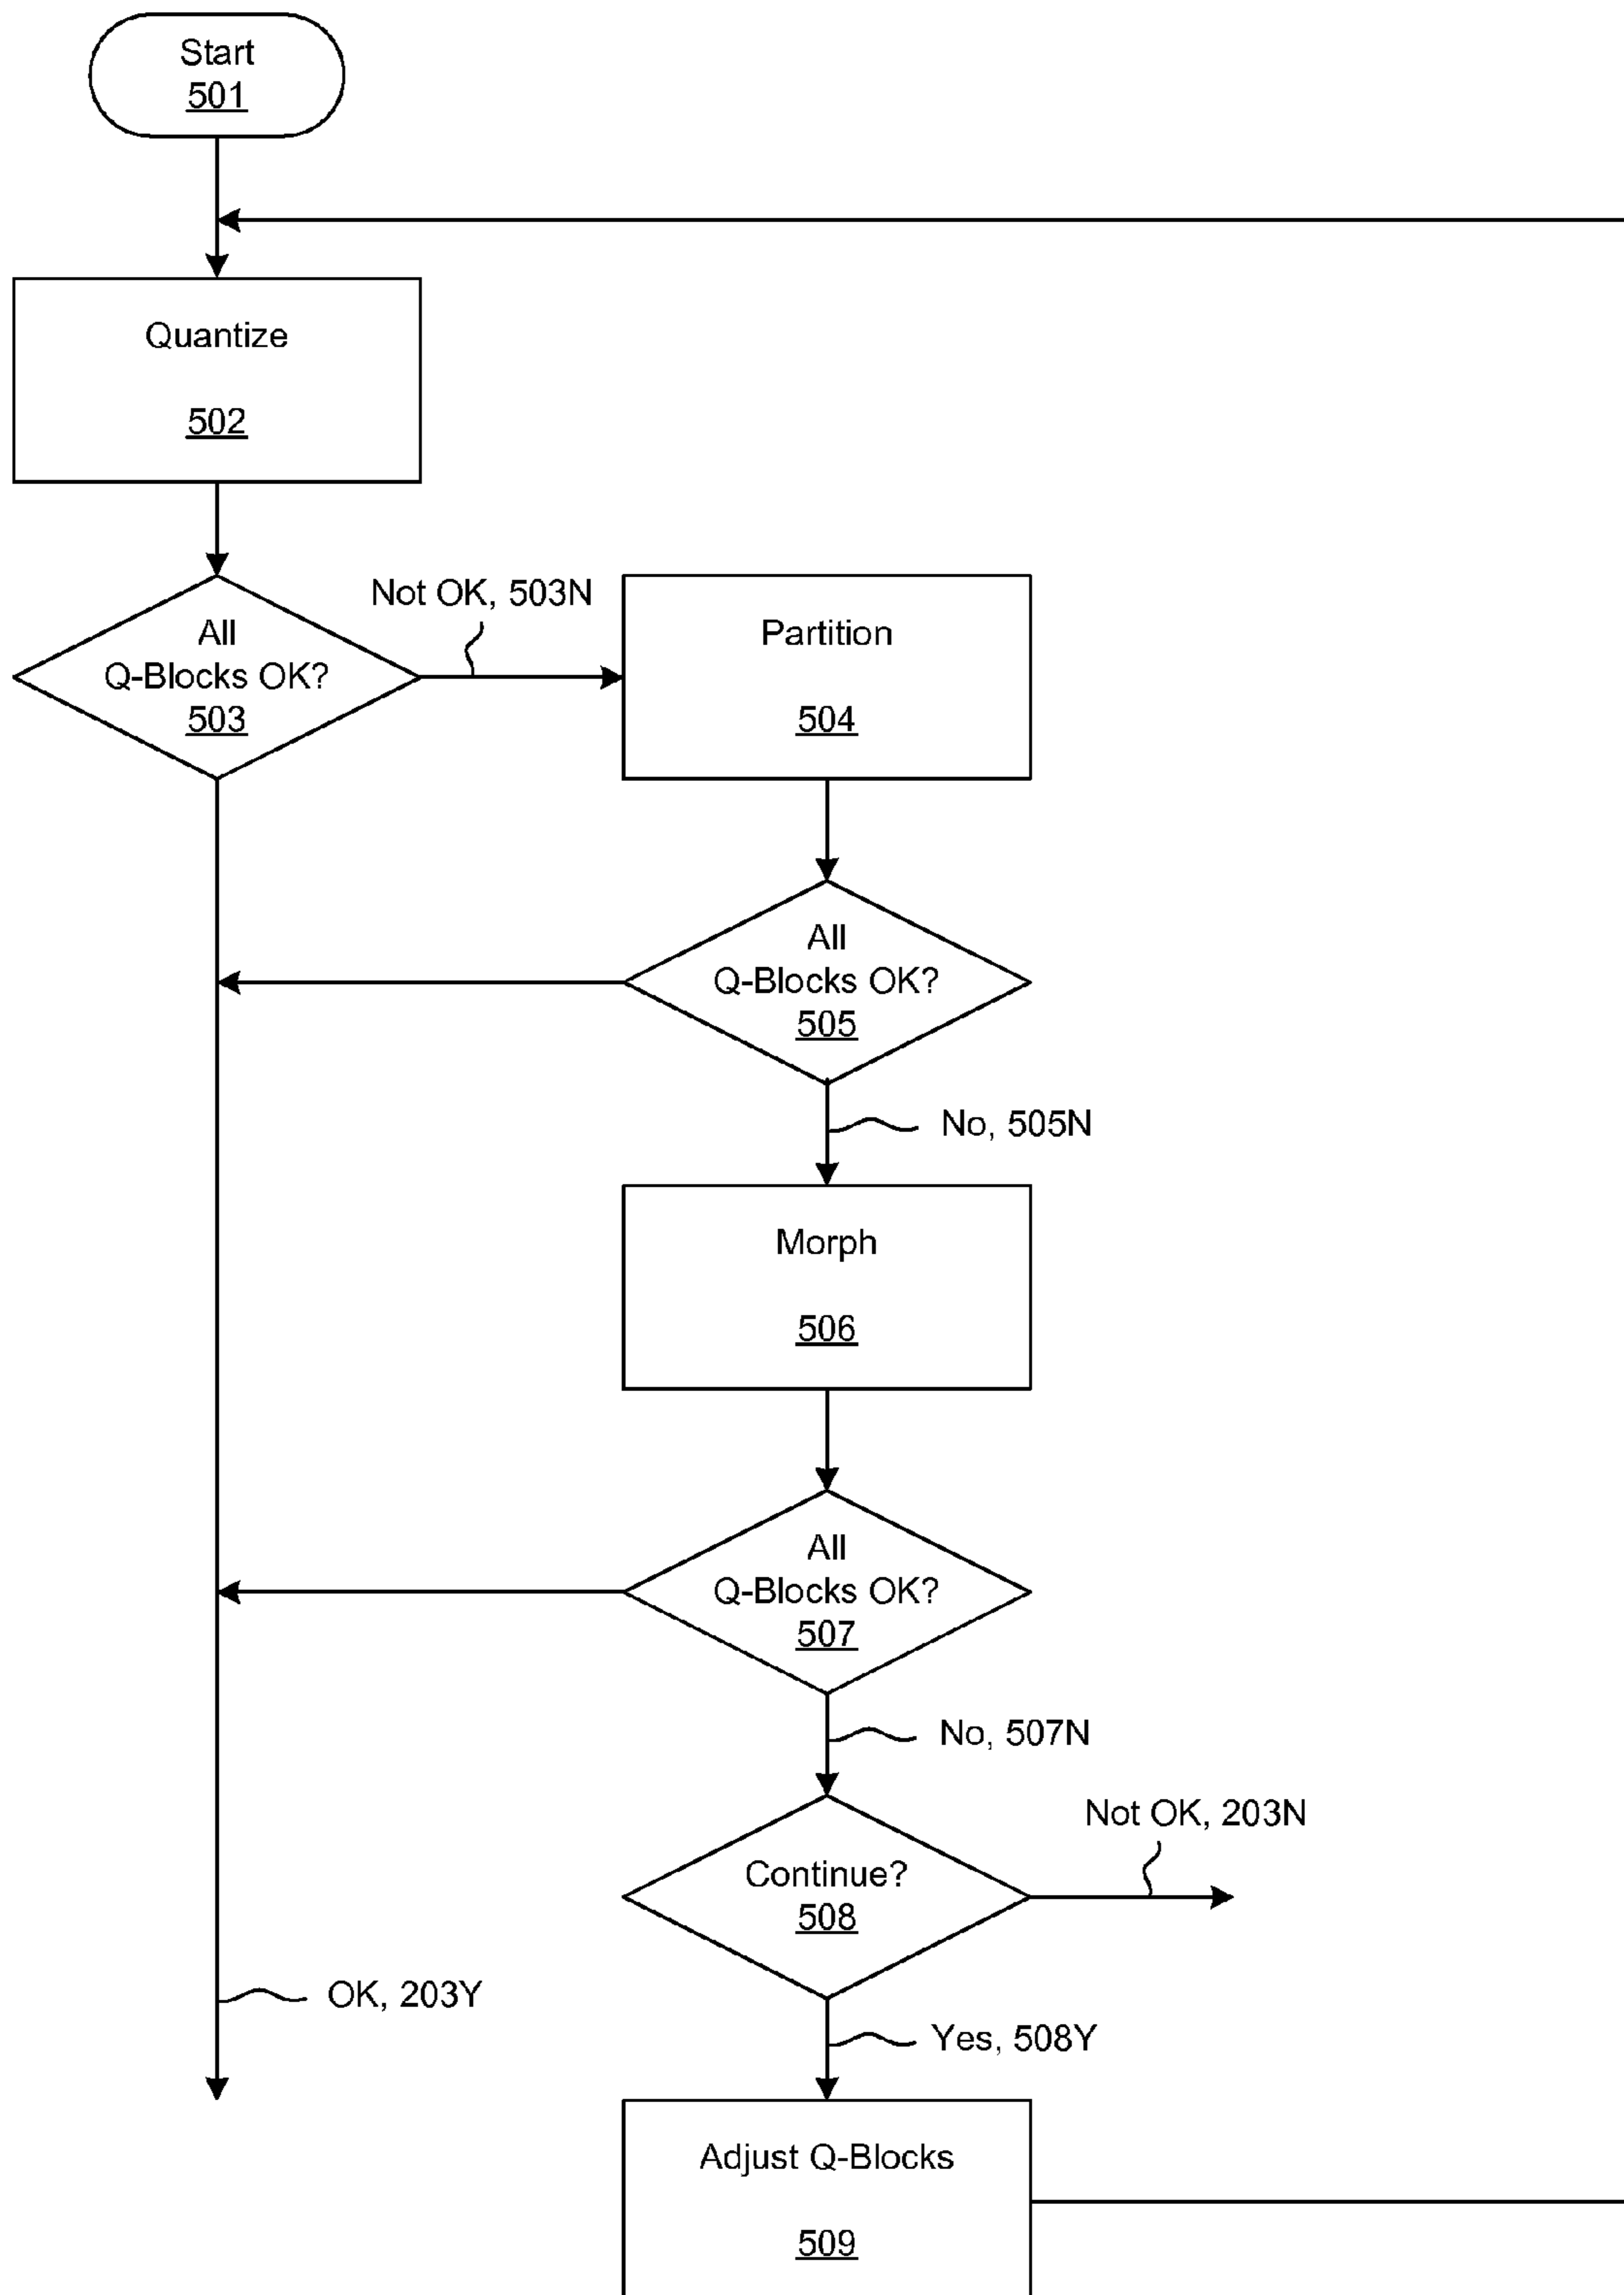 Start
501
Quantize
502
All
Q-Blocks OK?
503
Not OK, 503N
Partition
504
All
Q-Blocks OK?
505
No, 505N
Morph
506
All
Q-Blocks OK?
507
No, 507N
Continue?
508
Not OK, 203N
OK, 203Y
Yes, 508Y
Adjust Q-Blocks
509